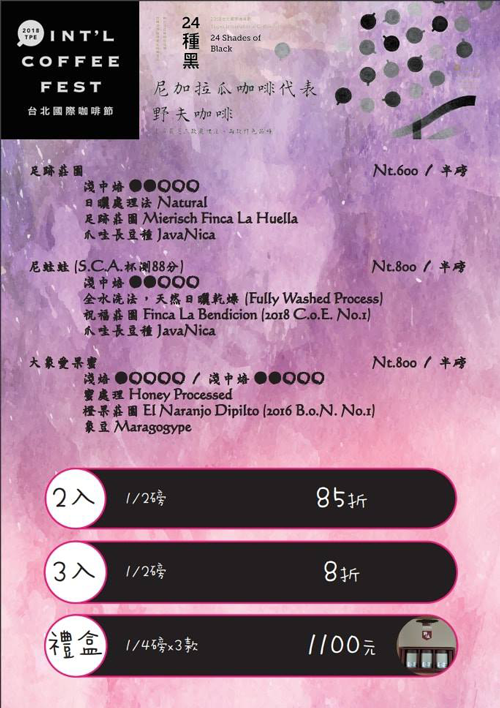 2018
TPE
INT'L
COFFEE
FEST
台北國際咖啡節
24
種
黑
24 Shades of
Black
尼加拉瓜咖啡代表
野夫咖啡
足跡莊園 Nt.600 / 半磅
淺中焙
日曬處理法 Natural
足跡莊園 Mierisch Finca La Huella
爪哇長豆種 JavaNica
尼蛙蛙 (S.C.A.杯測88分) Nt.800 / 半磅
淺中焙
全水洗法，天然日曬乾燥 (Fully Washed Process)
祝福莊園 Finca La Bendicion (2018 C.o.E. No.1)
爪哇長豆種 JavaNica
大象愛果蜜 Nt.800 / 半磅
淺焙 / 淺中焙
蜜處理 Honey Processed
橙果莊園 El Naranjo Dipilto (2016 B.o.N. No.1)
象豆 Maragogype
2入 1/2磅 85折
3入 1/2磅 8折
禮盒 1/4磅x3款 1100元